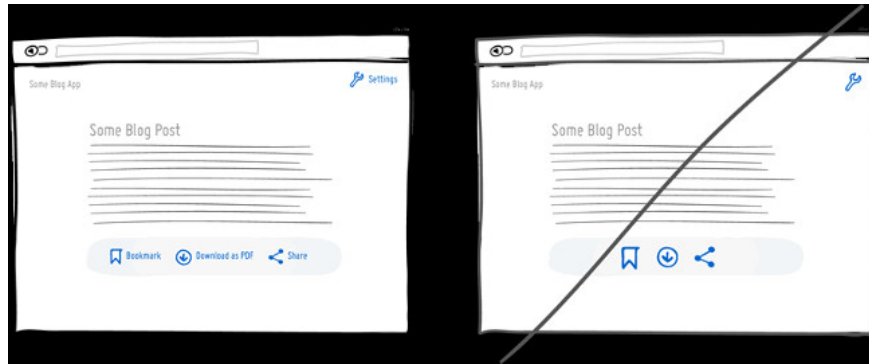 Some Blog App
Settings
Some Blog Post
Bookmark
Download as PDF
Share
Some Blog App
Some Blog Post